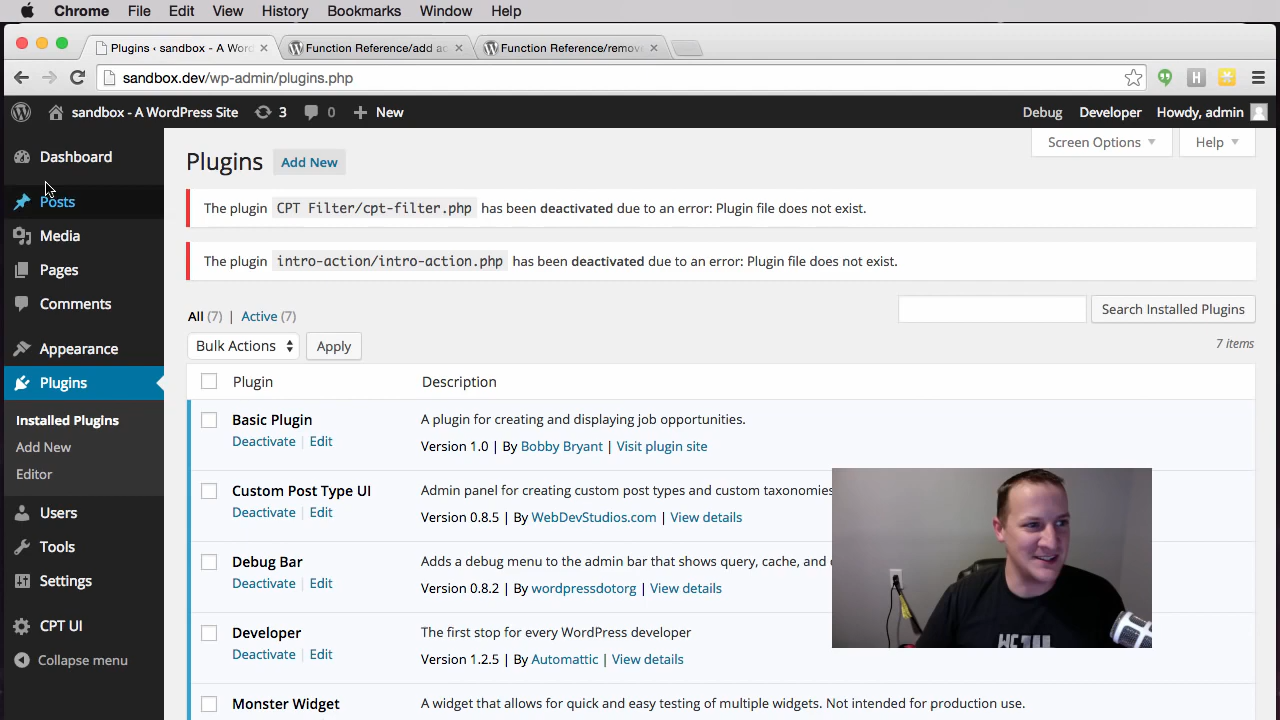 Chrome File Edit View History Bookmarks Window Help
Plugins ‹ sandbox - A Word Function Reference/add ac Function Reference/remov
sandbox.dev/wp-admin/plugins.php
sandbox - A WordPress Site 3 0 + New Debug Developer Howdy, admin
Screen Options Help
Dashboard
Posts
Media
Pages
Comments
Appearance
Plugins
Installed Plugins
Add New
Editor
Users
Tools
Settings
CPT UI
Collapse menu
Plugins Add New
The plugin CPT Filter/cpt-filter.php has been deactivated due to an error: Plugin file does not exist.
The plugin intro-action/intro-action.php has been deactivated due to an error: Plugin file does not exist.
All (7) | Active (7)
Search Installed Plugins
Bulk Actions Apply
7 items
Plugin Description
Basic Plugin A plugin for creating and displaying job opportunities.
Deactivate | Edit Version 1.0 | By Bobby Bryant | Visit plugin site
Custom Post Type UI Admin panel for creating custom post types and custom taxonomies
Deactivate | Edit Version 0.8.5 | By WebDevStudios.com | View details
Debug Bar Adds a debug menu to the admin bar that shows query, cache, and
Deactivate | Edit Version 0.8.2 | By wordpressdotorg | View details
Developer The first stop for every WordPress developer
Deactivate | Edit Version 1.2.5 | By Automattic | View details
Monster Widget A widget that allows for quick and easy testing of multiple widgets. Not intended for production use.